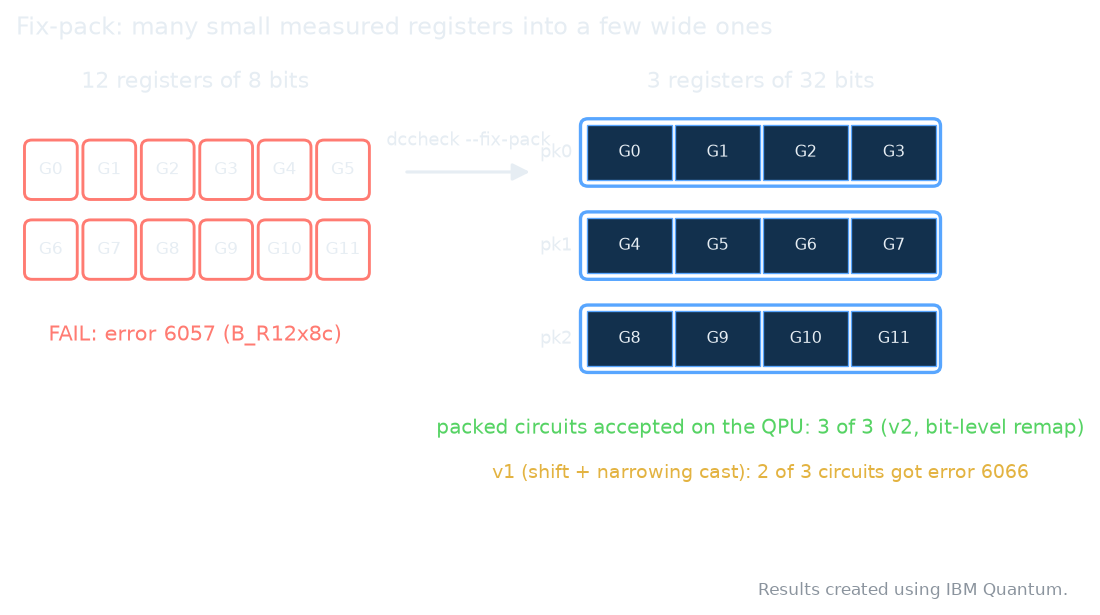 Fix-pack: many small measured registers into a few wide ones
12 registers of 8 bits
3 registers of 32 bits
dccheck --fix-pack
G0 G1 G2 G3 G4 G5
G6 G7 G8 G9 G10 G11
FAIL: error 6057 (B_R12x8c)
pk0 G0 G1 G2 G3
pk1 G4 G5 G6 G7
pk2 G8 G9 G10 G11
packed circuits accepted on the QPU: 3 of 3 (v2, bit-level remap)
v1 (shift + narrowing cast): 2 of 3 circuits got error 6066
Results created using IBM Quantum.